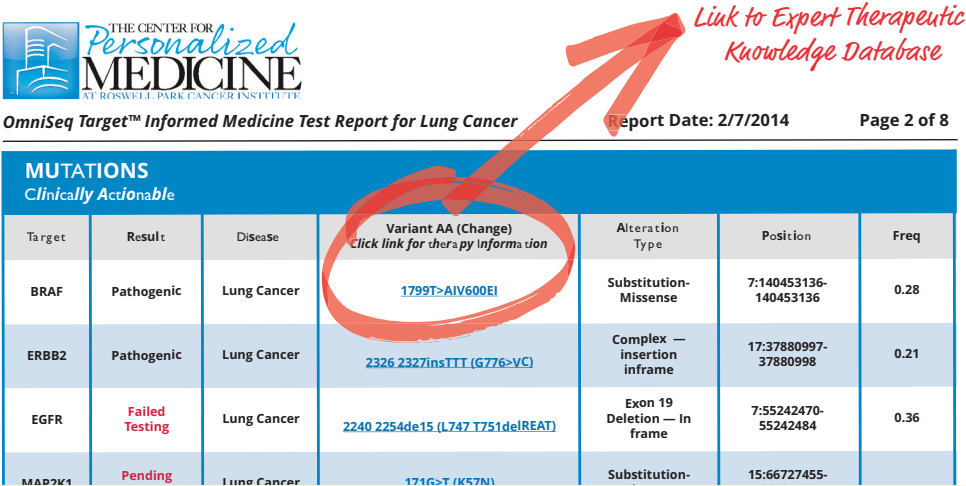 Link to Expert Therapeutic
Knowledge Database
THE CENTER FOR
Personalized
MEDICINE
AT ROSWELL PARK CANCER INSTITUTE
OmniSeq Target™ Informed Medicine Test Report for Lung Cancer Report Date: 2/7/2014 Page 2 of 8
MUTATIONS
Clinically Actionable
Target Result Disease Variant AA (Change) Click link for therapy Information Alteration Type Position Freq
BRAF Pathogenic Lung Cancer 1799T>AIV600EI Substitution-Missense 7:140453136-140453136 0.28
ERBB2 Pathogenic Lung Cancer 2326 2327insTTT (G776>VC) Complex — insertion inframe 17:37880997-37880998 0.21
EGFR Failed Testing Lung Cancer 2240 2254de15 (L747 T751delREAT) Exon 19 Deletion — In frame 7:55242470-55242484 0.36
MAP2K1 Pending Lung Cancer 171G>T (K57N) Substitution- 15:66727455-